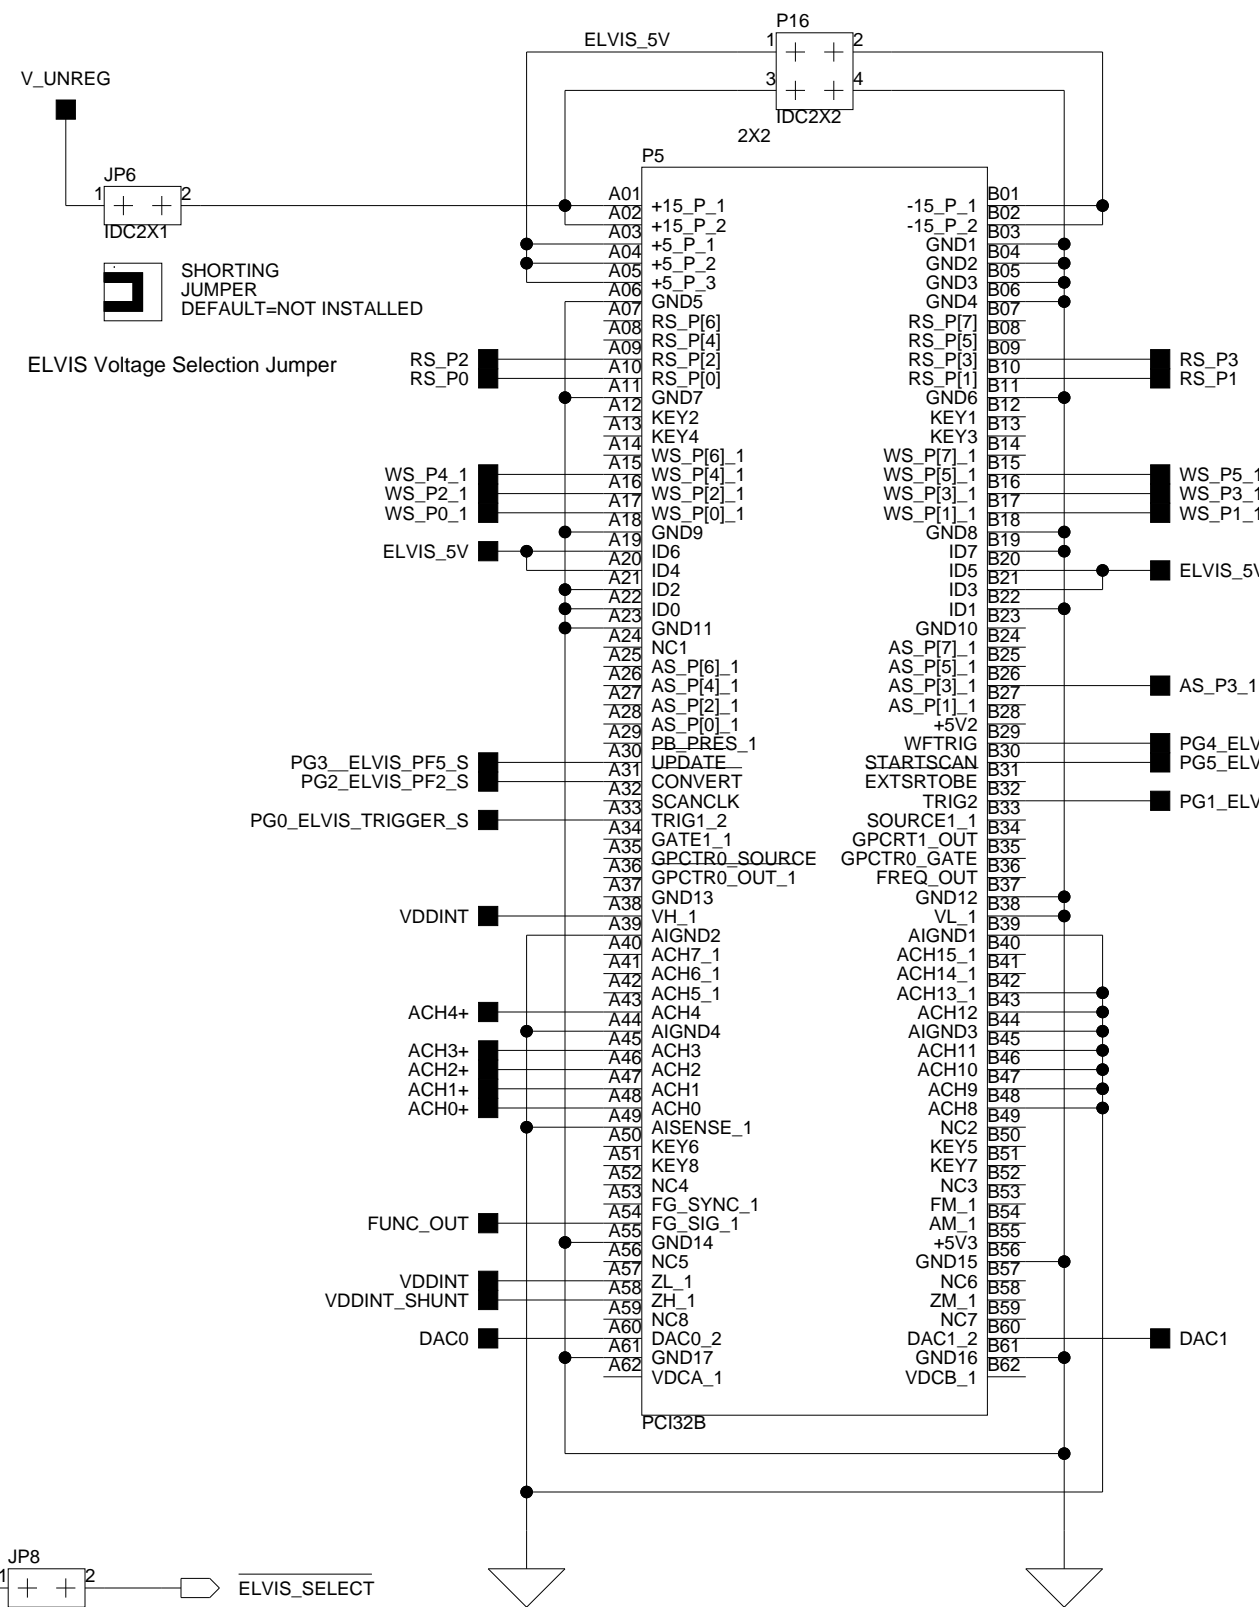 P16
ELVIS_5V
1 2
3 4
IDC2X2
2X2
V_UNREG
JP6
1 2
IDC2X1
SHORTING
JUMPER
DEFAULT=NOT INSTALLED
ELVIS Voltage Selection Jumper
P5
A01 +15_P_1 -15_P_1 B01
A02 +15_P_2 -15_P_2 B02
A03 +5_P_1 GND1 B03
A04 +5_P_2 GND2 B04
A05 +5_P_3 GND3 B05
A06 GND5 GND4 B06
A07 RS_P[6] RS_P[7] B07
A08 RS_P[4] RS_P[5] B08
RS_P2 A09 RS_P[2] RS_P[3] B09 RS_P3
RS_P0 A10 RS_P[0] RS_P[1] B10 RS_P1
A11 GND7 GND6 B11
A12 KEY2 KEY1 B12
A13 KEY4 KEY3 B13
A14 WS_P[6]_1 WS_P[7]_1 B14
WS_P4_1 A15 WS_P[4]_1 WS_P[5]_1 B15 WS_P5_1
WS_P2_1 A16 WS_P[2]_1 WS_P[3]_1 B16 WS_P3_1
WS_P0_1 A17 WS_P[0]_1 WS_P[1]_1 B17 WS_P1_1
A18 GND9 GND8 B18
ELVIS_5V A19 ID6 ID7 B19
A20 ID4 ID5 B20 ELVIS_5V
A21 ID2 ID3 B21
A22 ID0 ID1 B22
A23 GND11 GND10 B23
A24 NC1 AS_P[7]_1 B24
A25 AS_P[6]_1 AS_P[5]_1 B25
A26 AS_P[4]_1 AS_P[3]_1 B26 AS_P3_1
A27 AS_P[2]_1 AS_P[1]_1 B27
A28 AS_P[0]_1 +5V2 B28
A29 PB_PRES_1 WFTRIG B29 PG4_ELV
PG3__ELVIS_PF5_S A30 UPDATE STARTSCAN B30 PG5_ELV
PG2_ELVIS_PF2_S A31 CONVERT EXTSRTOBE B31
A32 SCANCLK TRIG2 B32 PG1_ELV
PG0_ELVIS_TRIGGER_S A33 TRIG1_2 SOURCE1_1 B33
A34 GATE1_1 GPCRT1_OUT B34
A35 GPCTR0_SOURCE GPCTR0_GATE B35
A36 GPCTR0_OUT_1 FREQ_OUT B36
A37 GND13 GND12 B37
VDDINT A38 VH_1 VL_1 B38
A39 AIGND2 AIGND1 B39
A40 ACH7_1 ACH15_1 B40
A41 ACH6_1 ACH14_1 B41
A42 ACH5_1 ACH13_1 B42
ACH4+ A43 ACH4 ACH12 B43
A44 AIGND4 AIGND3 B44
ACH3+ A45 ACH3 ACH11 B45
ACH2+ A46 ACH2 ACH10 B46
ACH1+ A47 ACH1 ACH9 B47
ACH0+ A48 ACH0 ACH8 B48
A49 AISENSE_1 NC2 B49
A50 KEY6 KEY5 B50
A51 KEY8 KEY7 B51
A52 NC4 NC3 B52
A53 FG_SYNC_1 FM_1 B53
FUNC_OUT A54 FG_SIG_1 AM_1 B54
A55 GND14 +5V3 B55
A56 NC5 GND15 B56
VDDINT A57 ZL_1 NC6 B57
VDDINT_SHUNT A58 ZH_1 ZM_1 B58
A59 NC8 NC7 B59
DAC0 A60 DAC0_2 DAC1_2 B60 DAC1
A61 GND17 GND16 B61
A62 VDCA_1 VDCB_1 B62
PCI32B
JP8
1 2
ELVIS_SELECT